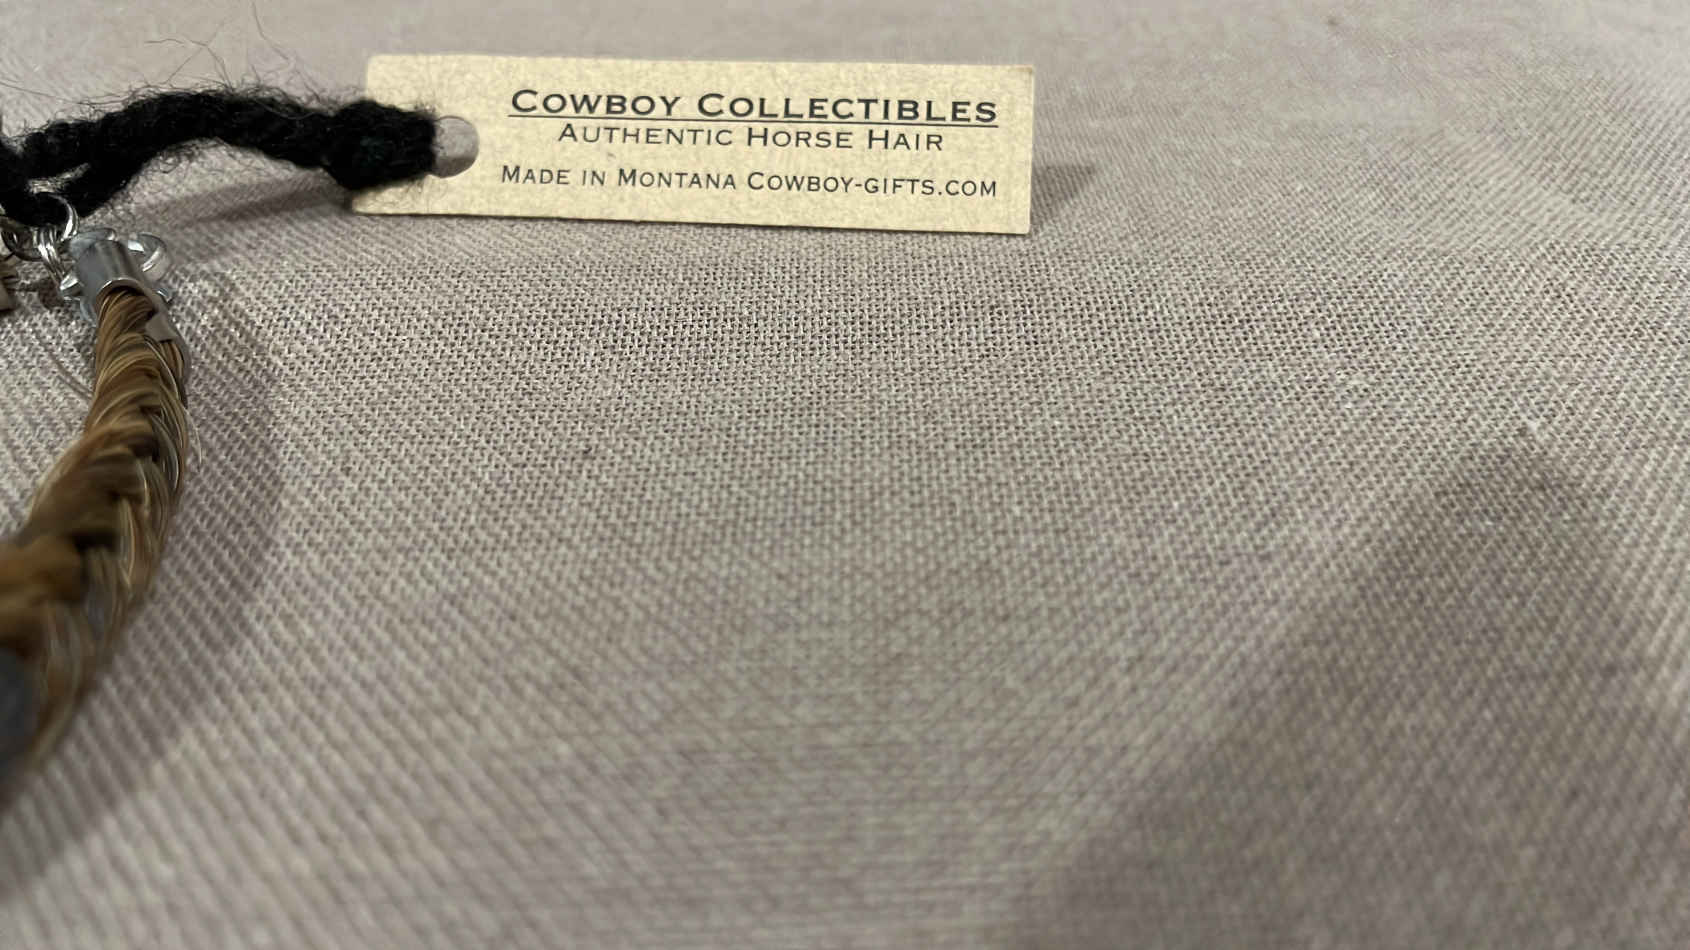 Cowboy Collectibles
Authentic Horse Hair
Made in Montana Cowboy-gifts.com